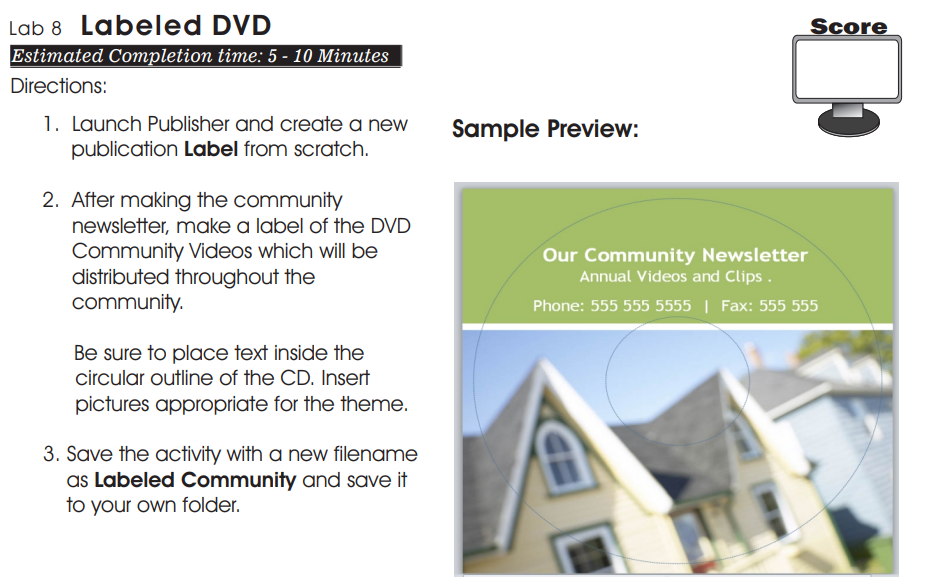 Lab 8 Labeled DVD
Estimated Completion time: 5 - 10 Minutes
Score
Directions:
1. Launch Publisher and create a new
publication Label from scratch.
2. After making the community
newsletter, make a label of the DVD
Community Videos which will be
distributed throughout the
community.
Be sure to place text inside the
circular outline of the CD. Insert
pictures appropriate for the theme.
3. Save the activity with a new filename
as Labeled Community and save it
to your own folder.
Sample Preview:
Our Community Newsletter
Annual Videos and Clips .
Phone: 555 555 5555 | Fax: 555 555